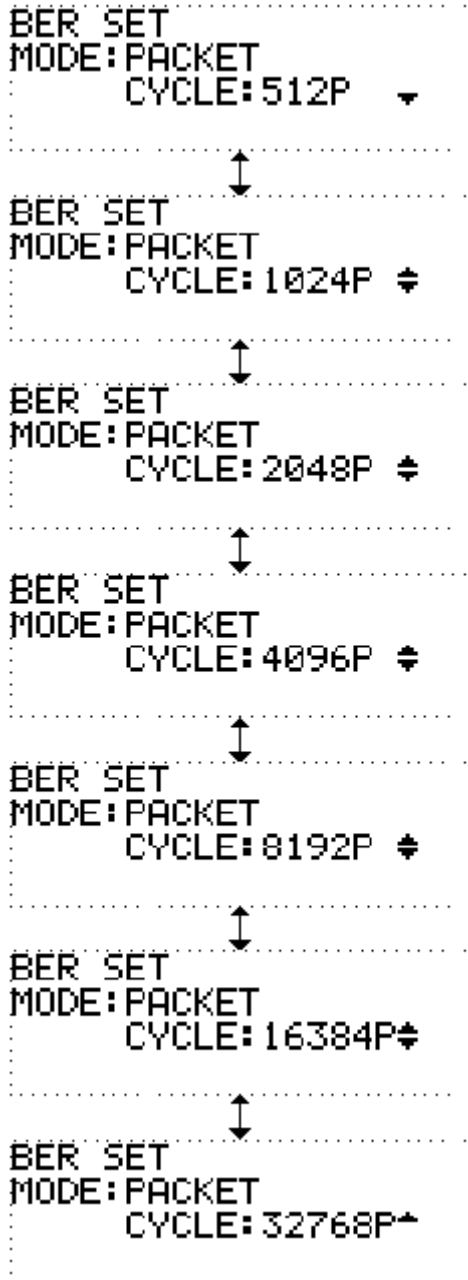 BER SET
MODE:PACKET
CYCLE:512P
BER SET
MODE:PACKET
CYCLE:1024P
BER SET
MODE:PACKET
CYCLE:2048P
BER SET
MODE:PACKET
CYCLE:4096P
BER SET
MODE:PACKET
CYCLE:8192P
BER SET
MODE:PACKET
CYCLE:16384P
BER SET
MODE:PACKET
CYCLE:32768P